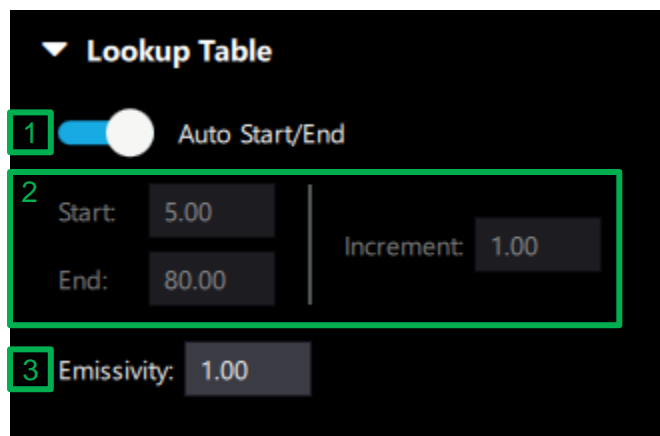 Lookup Table
1 Auto Start/End
2
Start: 5.00
Increment: 1.00
End: 80.00
3 Emissivity: 1.00